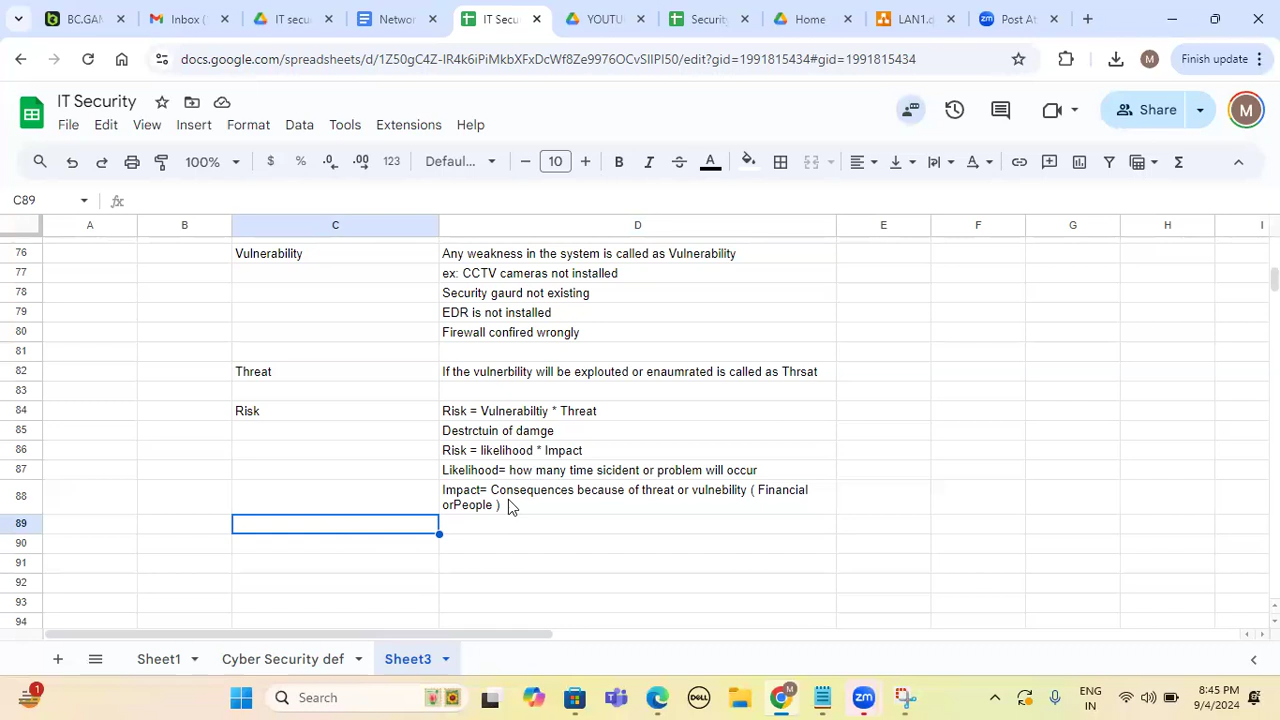 BC.GA
Inbox
IT secu
Networ
IT Secu
YOUTU
Security
Home
LAN1.
Post At
docs.google.com/spreadsheets/d/1Z50gC4Z-IR4k6iPiMkbXFxDcWf8Ze9976OCvSIIPI50/edit?gid=1991815434#gid=1991815434
M
Finish update
IT Security
File Edit View Insert Format Data Tools Extensions Help
Share
M
100% $ % .0 .00 123 Defaul... 10 B I A
C89 fx
A B C D E F G H I
76 Vulnerability Any weakness in the system is called as Vulnerability
77 ex: CCTV cameras not installed
78 Security gaurd not existing
79 EDR is not installed
80 Firewall confired wrongly
81
82 Threat If the vulnerbility will be explouted or enaumrated is called as Thrsat
83
84 Risk Risk = Vulnerabiltiy * Threat
85 Destrctuin of damge
86 Risk = likelihood * Impact
87 Likelihood= how many time sicident or problem will occur
88 Impact= Consequences because of threat or vulnebility ( Financial
orPeople )
89
90
91
92
93
94
Sheet1 Cyber Security def Sheet3
1
Search
DELL
M
zm
ENG
IN
8:45 PM
9/4/2024